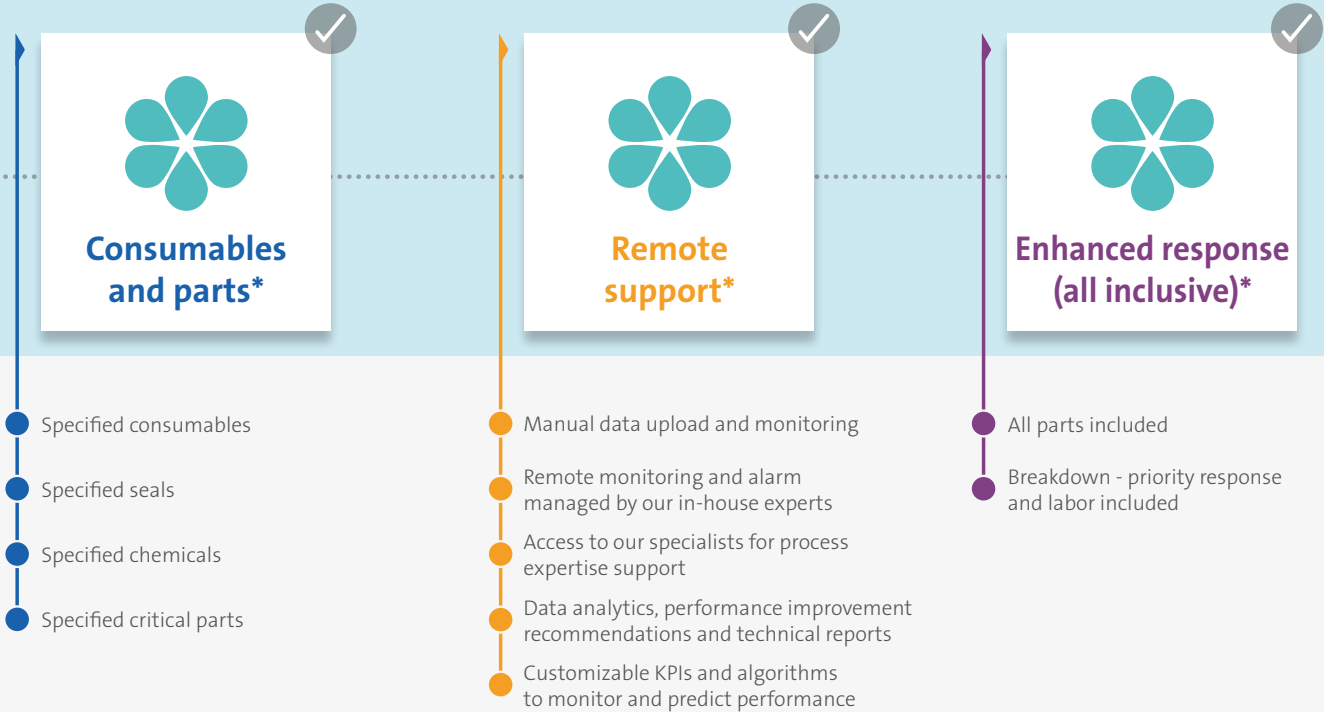 Consumables
and parts*
Specified consumables
Specified seals
Specified chemicals
Specified critical parts
Remote
support*
Manual data upload and monitoring
Remote monitoring and alarm
managed by our in-house experts
Access to our specialists for process
expertise support
Data analytics, performance improvement
recommendations and technical reports
Customizable KPIs and algorithms
to monitor and predict performance
Enhanced response
(all inclusive)*
All parts included
Breakdown - priority response
and labor included